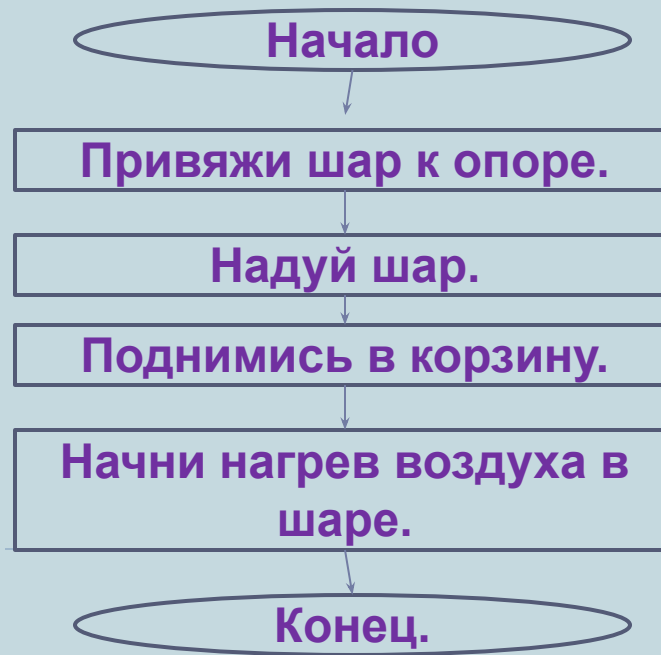 Начало
Привяжи шар к опоре.
Надуй шар.
Поднимись в корзину.
Начни нагрев воздуха в
шаре.
Конец.